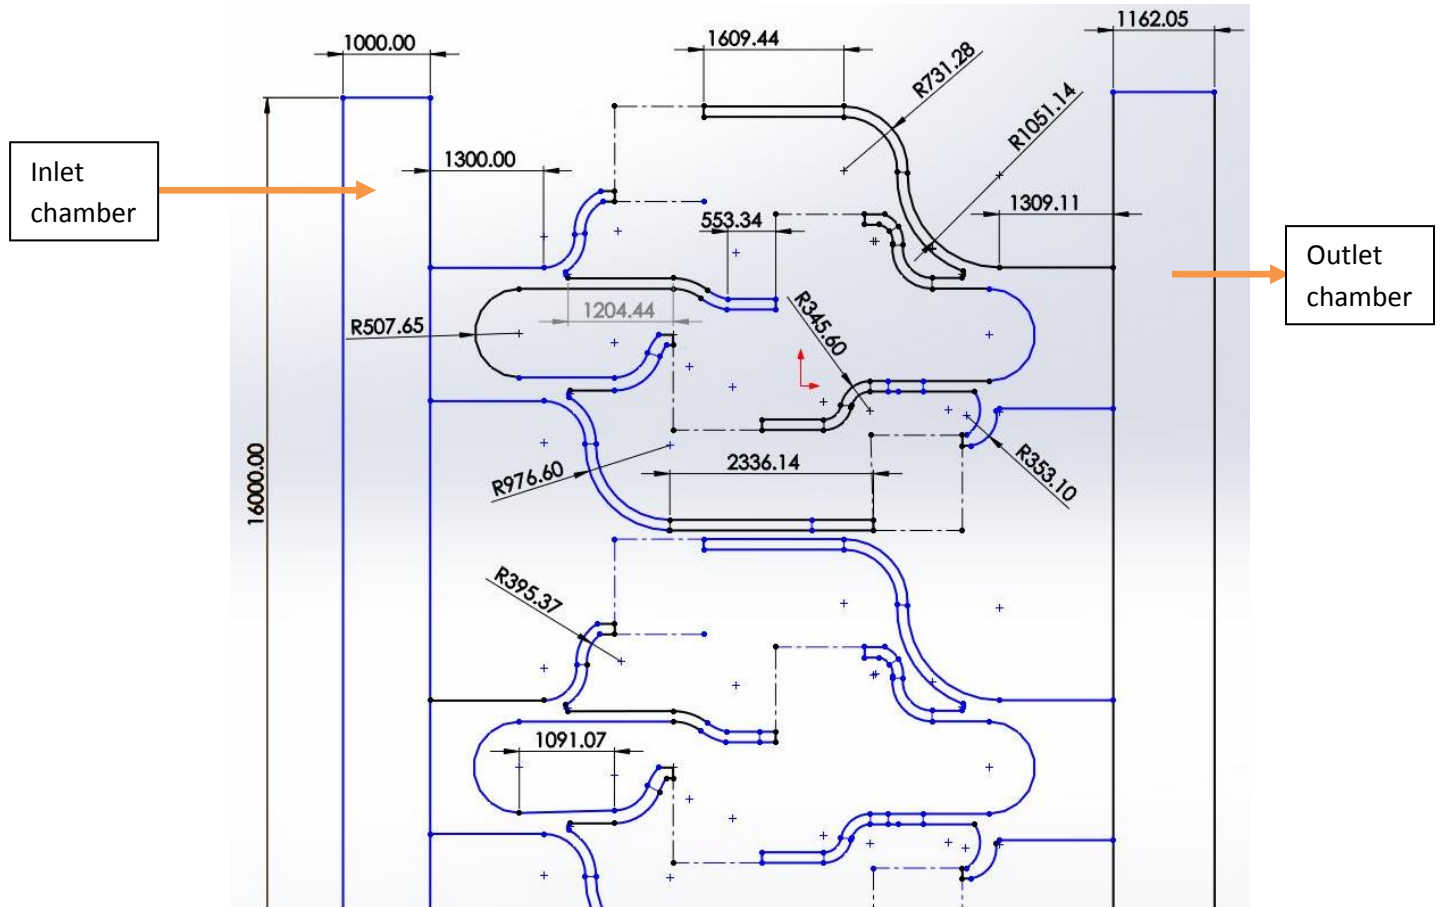 1000.00
1609.44
1162.05
R731.28
R1051.14
Inlet
chamber
1300.00
553.34
1309.11
Outlet
chamber
1204.44
R507.65
R345.60
R976.60
2336.14
R353.10
16000.00
R395.37
1091.07